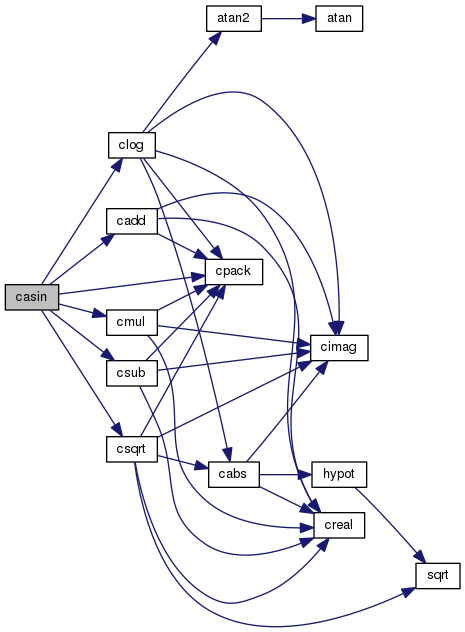 atan2
atan
clog
cadd
cpack
casin
cmul
cimag
csub
csqrt
cabs
hypot
creal
sqrt